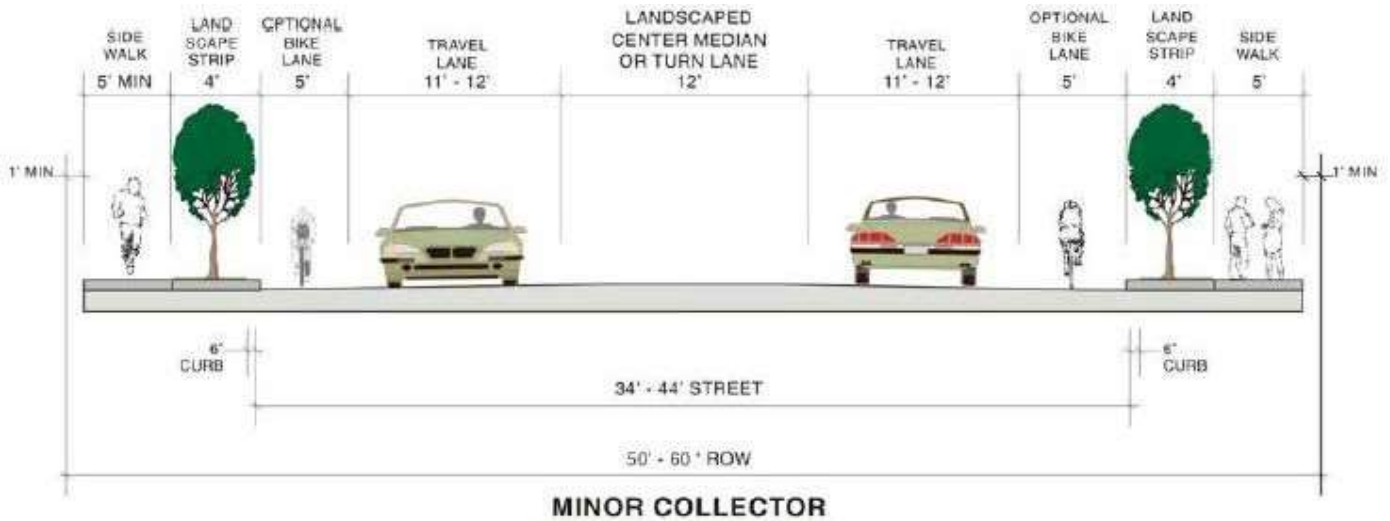 SIDE
WALK
5' MIN
LAND
SCAPE
STRIP
4'
OPTIONAL
BIKE
LANE
5'
TRAVEL
LANE
11' - 12'
LANDSCAPED
CENTER MEDIAN
OR TURN LANE
12'
TRAVEL
LANE
11' - 12'
OPTIONAL
BIKE
LANE
5'
LAND
SCAPE
STRIP
4'
SIDE
WALK
5'
1' MIN
1' MIN
6"
CURB
6"
CURB
34' - 44' STREET
50' - 60' ROW
MINOR COLLECTOR